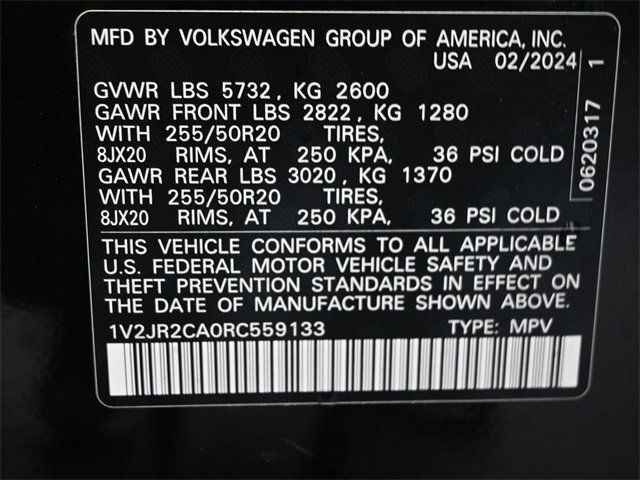 MFD BY VOLKSWAGEN GROUP OF AMERICA, INC.
USA 02/2024
GVWR LBS 5732, KG 2600
GAWR FRONT LBS 2822, KG 1280
WITH 255/50R20 TIRES,
8JX20 RIMS, AT 250 KPA, 36 PSI COLD
GAWR REAR LBS 3020, KG 1370
WITH 255/50R20 TIRES,
8JX20 RIMS, AT 250 KPA, 36 PSI COLD
THIS VEHICLE CONFORMS TO ALL APPLICABLE
U.S. FEDERAL MOTOR VEHICLE SAFETY AND
THEFT PREVENTION STANDARDS IN EFFECT ON
THE DATE OF MANUFACTURE SHOWN ABOVE.
1V2JR2CA0RC559133 TYPE: MPV
0620317 1